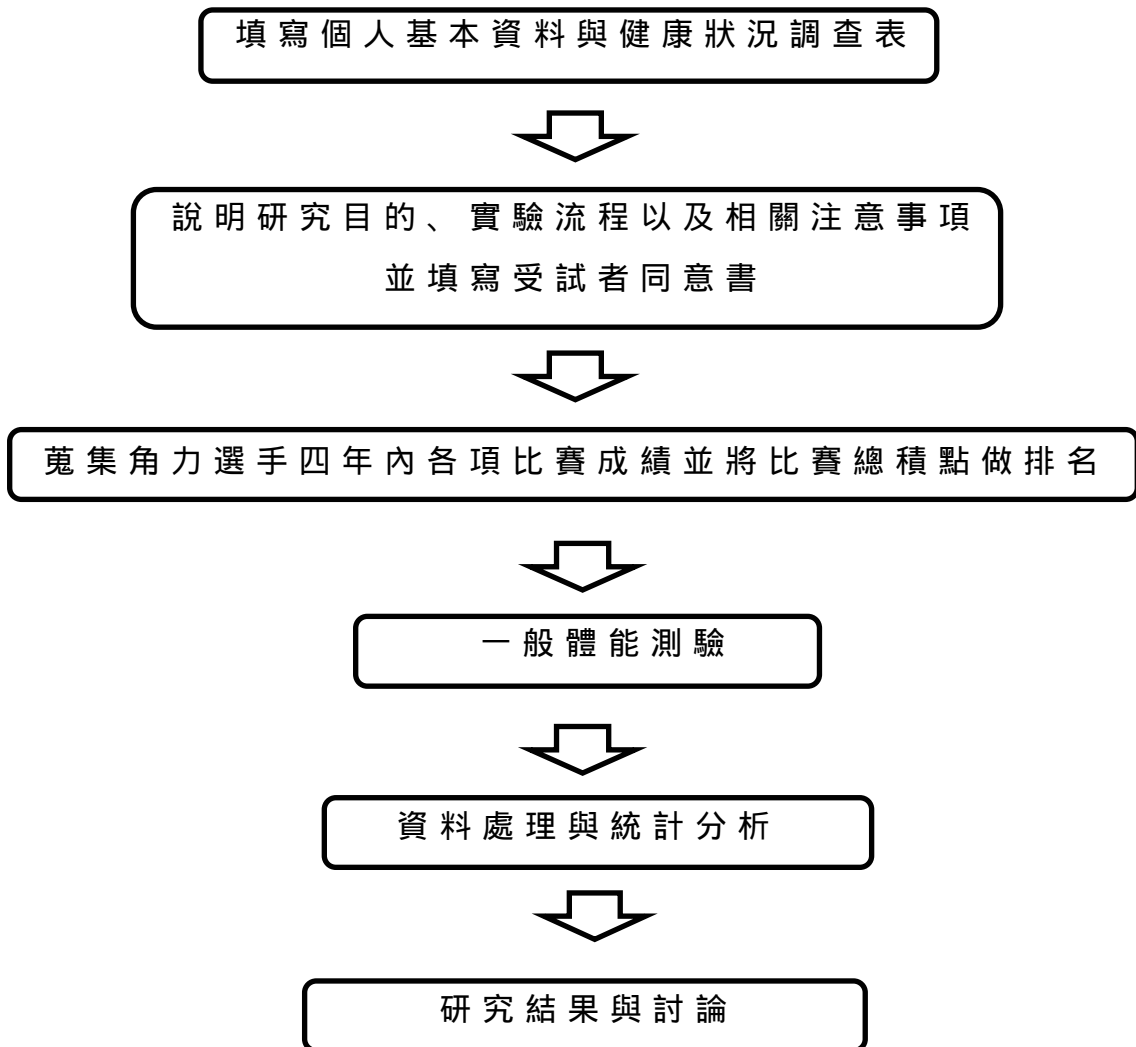 填寫個人基本資料與健康狀況調查表
說明研究目的、實驗流程以及相關注意事項
並填寫受試者同意書
蒐集角力選手四年內各項比賽成績並將比賽總積點做排名
一般體能測驗
資料處理與統計分析
研究結果與討論